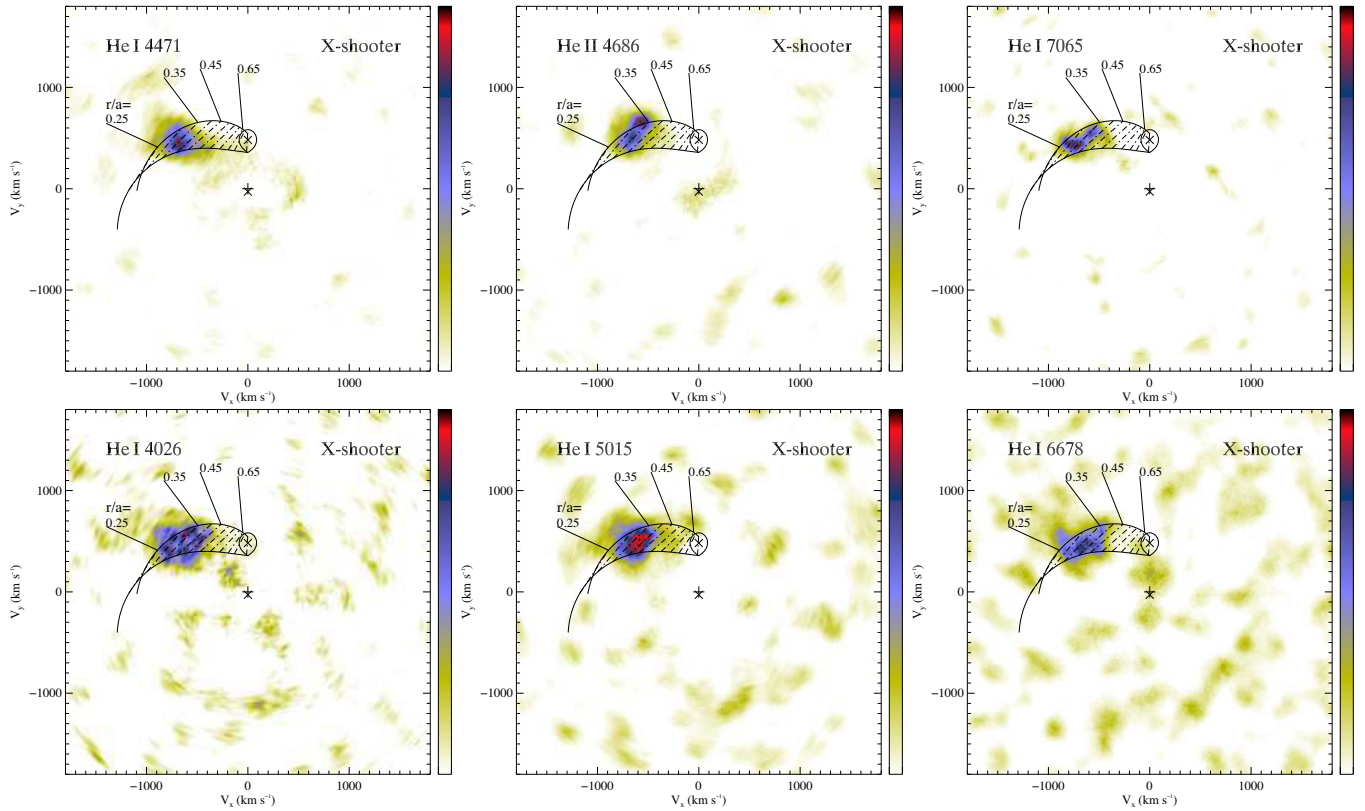 He I 4471 X-shooter
0.45
0.35 0.65
r/a=
0.25
1000
0
−1000
V_y (km s⁻¹)
−1000 0 1000
V_x (km s⁻¹)
He II 4686 X-shooter
0.45
0.35 0.65
r/a=
0.25
1000
0
−1000
V_y (km s⁻¹)
−1000 0 1000
V_x (km s⁻¹)
He I 7065 X-shooter
0.45
0.35 0.65
r/a=
0.25
1000
0
−1000
V_y (km s⁻¹)
−1000 0 1000
V_x (km s⁻¹)
He I 4026 X-shooter
0.45
0.35 0.65
r/a=
0.25
1000
0
−1000
V_y (km s⁻¹)
−1000 0 1000
V_x (km s⁻¹)
He I 5015 X-shooter
0.45
0.35 0.65
r/a=
0.25
1000
0
−1000
V_y (km s⁻¹)
−1000 0 1000
V_x (km s⁻¹)
He I 6678 X-shooter
0.45
0.35 0.65
r/a=
0.25
1000
0
−1000
V_y (km s⁻¹)
−1000 0 1000
V_x (km s⁻¹)